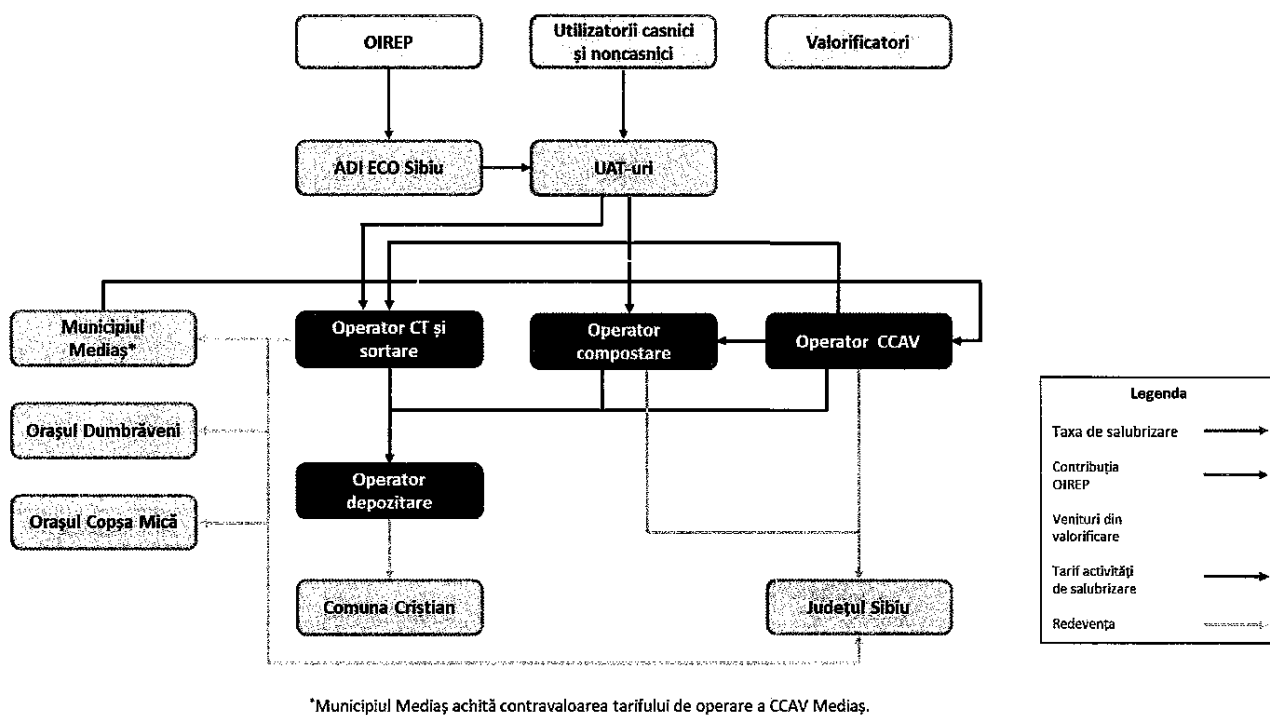 OIREP
Utilizatorii casnici
și noncasnici
Valorificatori
ADI ECO Sibiu
UAT-uri
Municipiul
Mediaș*
Operator CT și
sortare
Operator
compostare
Operator CCAV
Orașul Dumbrăveni
Operator
depozitare
Orașul Copșa Mică
Comuna Cristian
Județul Sibiu
Legenda
Taxa de salubrizare
Contribuția
OIREP
Venituri din
valorificare
Tarif activități
de salubrizare
Redevența
*Municipiul Mediaș achită contravaloarea tarifului de operare a CCAV Mediaș.